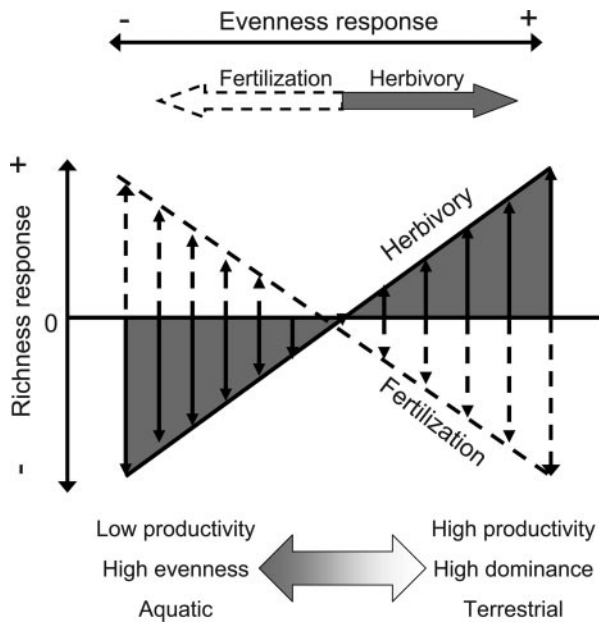 - Evenness response +
Fertilization Herbivory
+
Richness response
0
-
Herbivory
Fertilization
Low productivity High productivity
High evenness High dominance
Aquatic Terrestrial